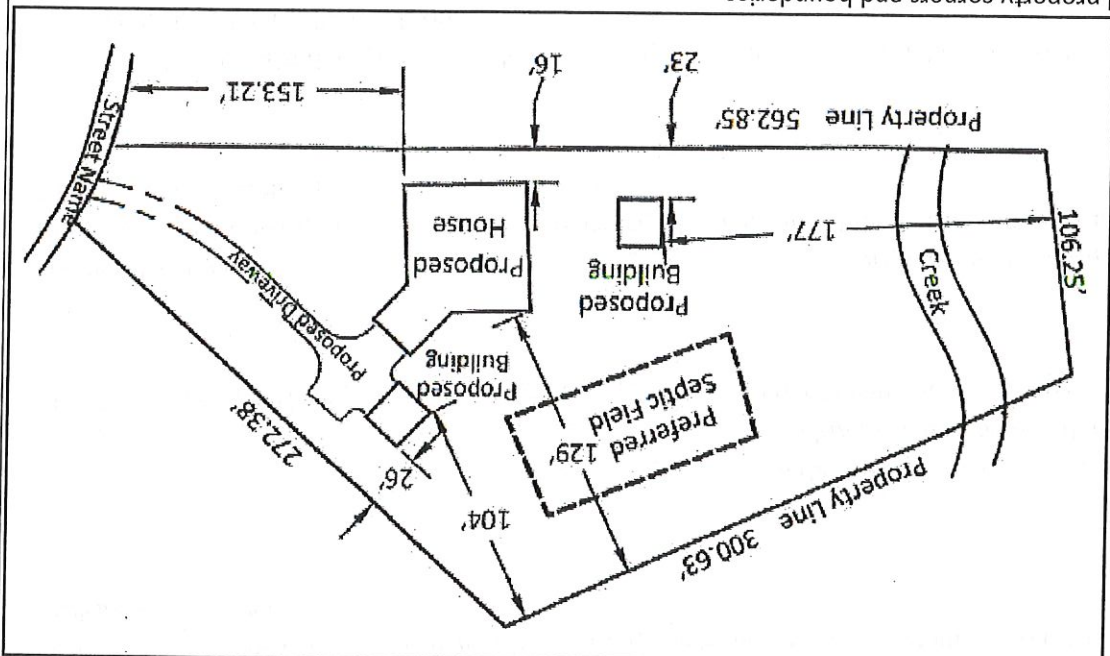 property corners and boundaries
Property Line 300.63'
104'
26'
129'
272.38'
Preferred
Septic Field
Proposed
Building
Proposed Driveway
106.25'
Creek
Proposed
Building
177'
Proposed
House
Street Name
Property Line 562.85'
23'
16'
153.21'